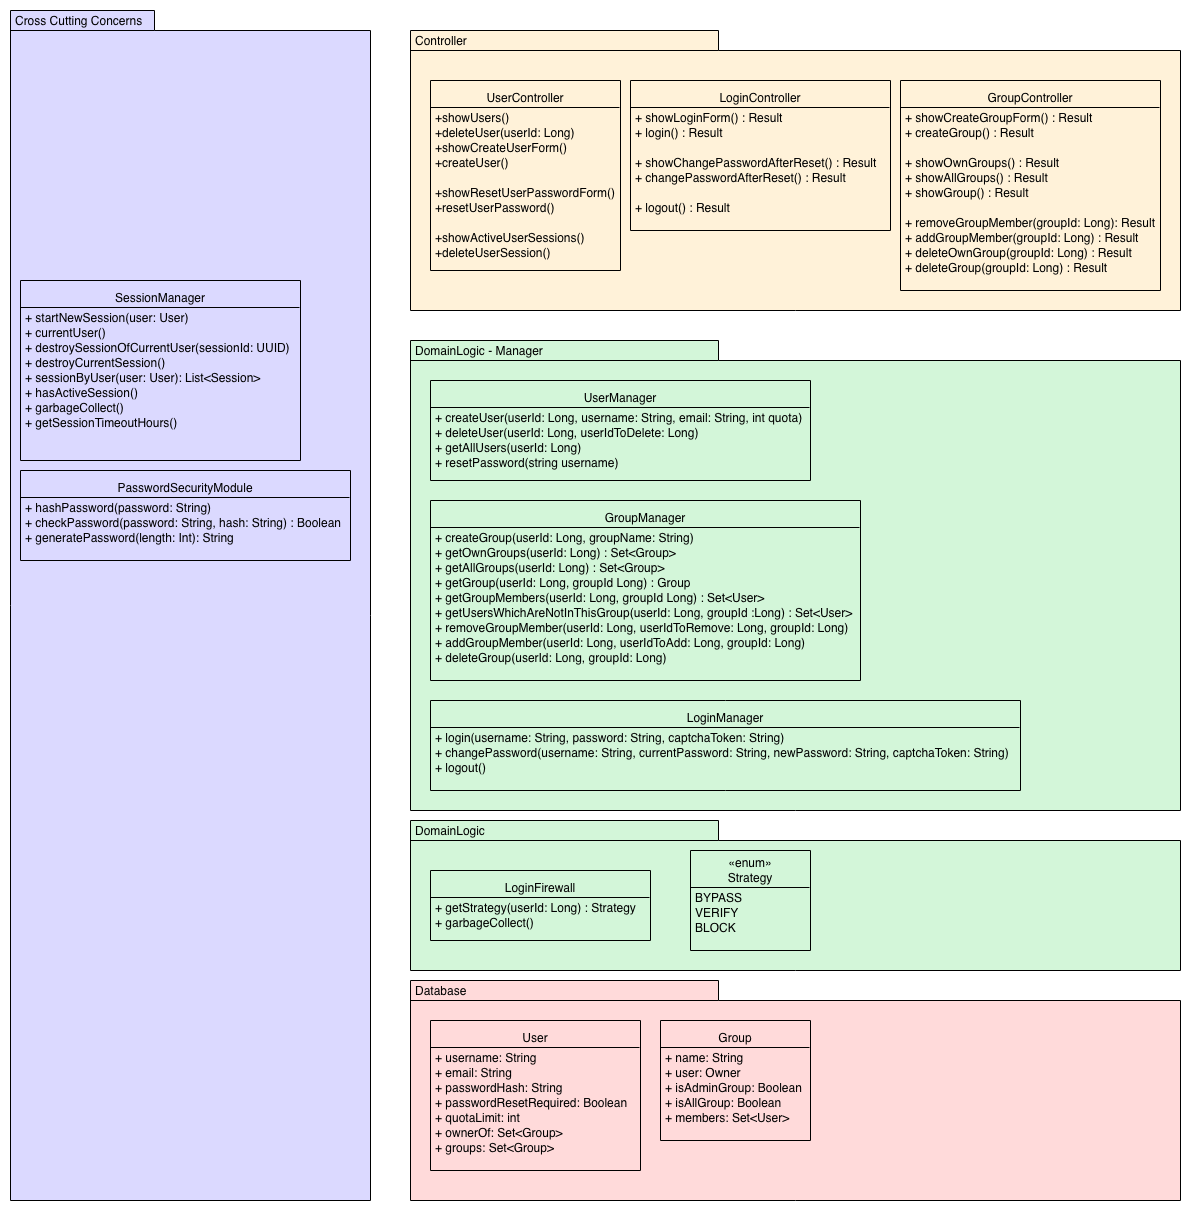 Cross Cutting Concerns
SessionManager
+ startNewSession(user: User)
+ currentUser()
+ destroySessionOfCurrentUser(sessionId: UUID)
+ destroyCurrentSession()
+ sessionByUser(user: User): List<Session>
+ hasActiveSession()
+ garbageCollect()
+ getSessionTimeoutHours()
PasswordSecurityModule
+ hashPassword(password: String)
+ checkPassword(password: String, hash: String) : Boolean
+ generatePassword(length: Int): String
Controller
UserController
+showUsers()
+deleteUser(userId: Long)
+showCreateUserForm()
+createUser()
+showResetUserPasswordForm()
+resetUserPassword()
+showActiveUserSessions()
+deleteUserSession()
LoginController
+ showLoginForm() : Result
+ login() : Result
+ showChangePasswordAfterReset() : Result
+ changePasswordAfterReset() : Result
+ logout() : Result
GroupController
+ showCreateGroupForm() : Result
+ createGroup() : Result
+ showOwnGroups() : Result
+ showAllGroups() : Result
+ showGroup() : Result
+ removeGroupMember(groupId: Long): Result
+ addGroupMember(groupId: Long) : Result
+ deleteOwnGroup(groupId: Long) : Result
+ deleteGroup(groupId: Long) : Result
DomainLogic - Manager
UserManager
+ createUser(userId: Long, username: String, email: String, int quota)
+ deleteUser(userId: Long, userIdToDelete: Long)
+ getAllUsers(userId: Long)
+ resetPassword(string username)
GroupManager
+ createGroup(userId: Long, groupName: String)
+ getOwnGroups(userId: Long) : Set<Group>
+ getAllGroups(userId: Long) : Set<Group>
+ getGroup(userId: Long, groupId Long) : Group
+ getGroupMembers(userId: Long, groupId Long) : Set<User>
+ getUsersWhichAreNotInThisGroup(userId: Long, groupId :Long) : Set<User>
+ removeGroupMember(userId: Long, userIdToRemove: Long, groupId: Long)
+ addGroupMember(userId: Long, userIdToAdd: Long, groupId: Long)
+ deleteGroup(userId: Long, groupId: Long)
LoginManager
+ login(username: String, password: String, captchaToken: String)
+ changePassword(username: String, currentPassword: String, newPassword: String, captchaToken: String)
+ logout()
DomainLogic
LoginFirewall
+ getStrategy(userId: Long) : Strategy
+ garbageCollect()
«enum»
Strategy
BYPASS
VERIFY
BLOCK
Database
User
+ username: String
+ email: String
+ passwordHash: String
+ passwordResetRequired: Boolean
+ quotaLimit: int
+ ownerOf: Set<Group>
+ groups: Set<Group>
Group
+ name: String
+ user: Owner
+ isAdminGroup: Boolean
+ isAllGroup: Boolean
+ members: Set<User>